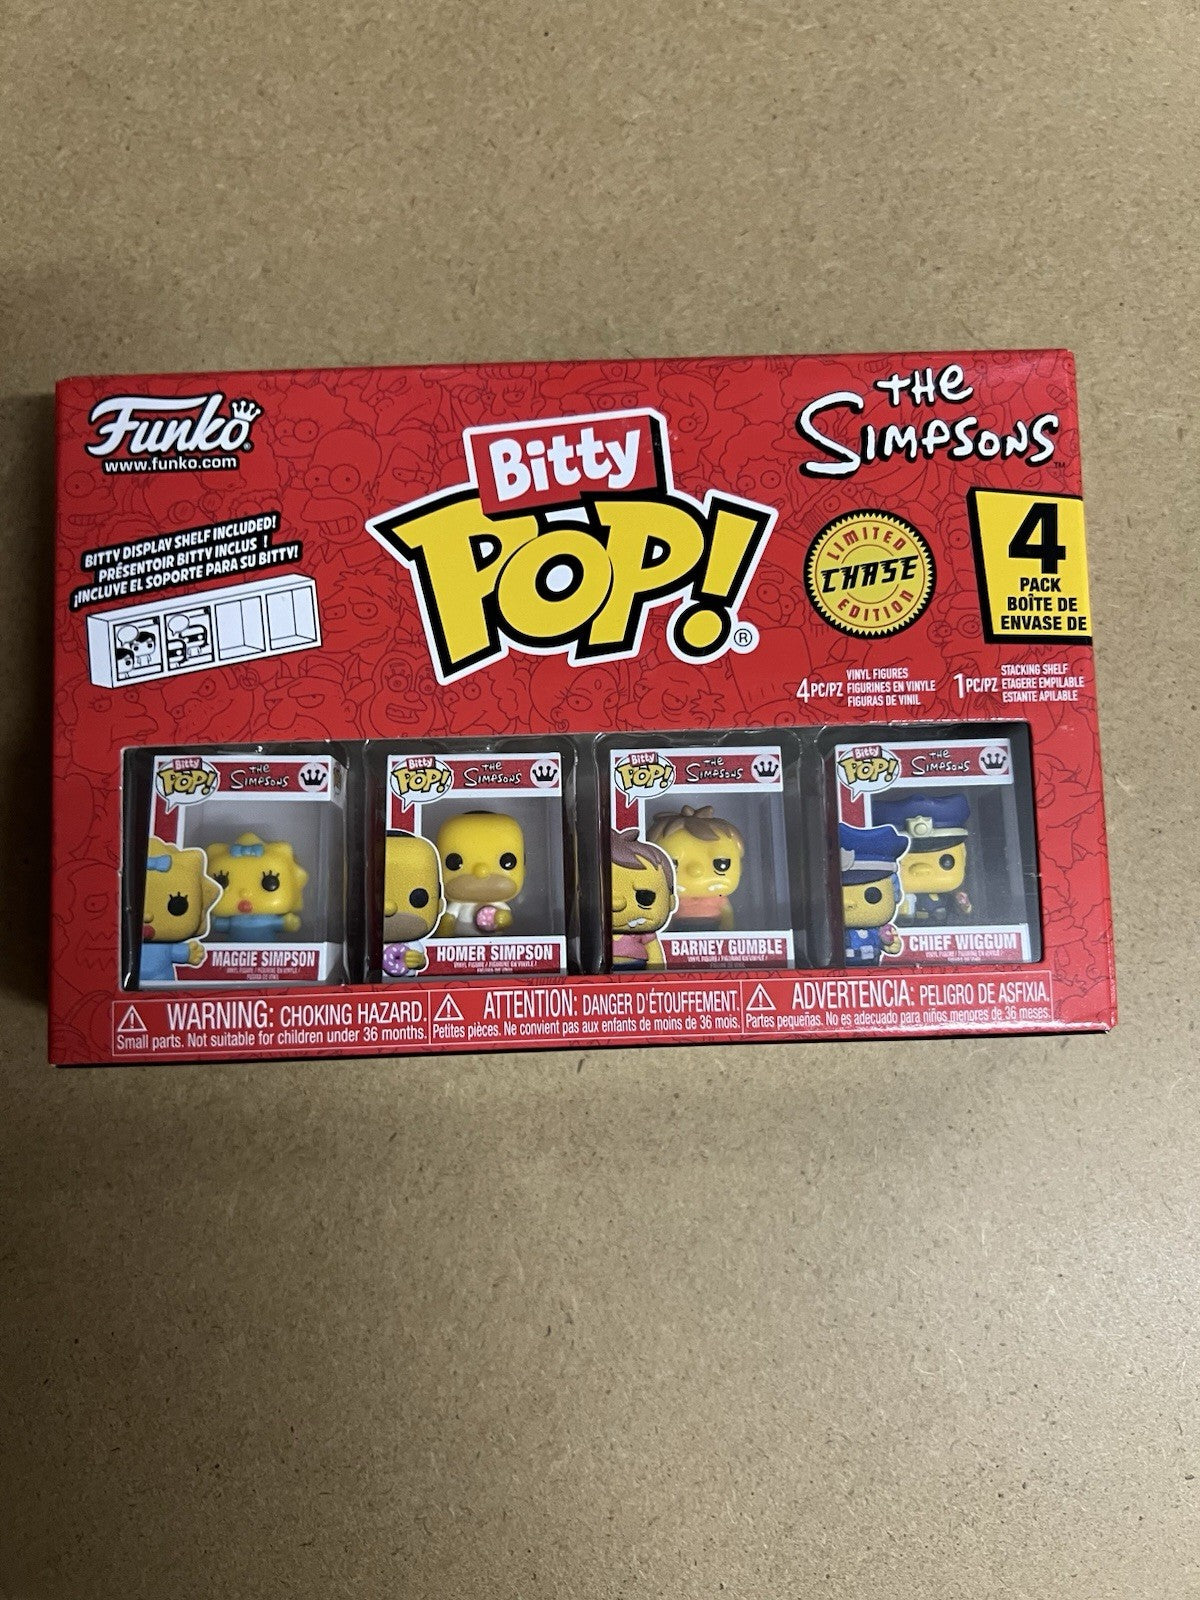 Funko
www.funko.com
BITTY DISPLAY SHELF INCLUDED!
PRÉSENTOIR BITTY INCLUS !
¡INCLUYE EL SOPORTE PARA SU BITTY!
Bitty
POP!®
THE
SIMPSONS™
LIMITED
CHASE
EDITION
4
PACK
BOÎTE DE
ENVASE DE
4PC/PZ
VINYL FIGURES
FIGURINES EN VINYLE
FIGURAS DE VINIL
1PC/PZ
STACKING SHELF
ETAGERE EMPILABLE
ESTANTE APILABLE
Bitty
POP!
THE
SIMPSONS
MAGGIE SIMPSON
Bitty
POP!
THE
SIMPSONS
HOMER SIMPSON
Bitty
POP!
THE
SIMPSONS
BARNEY GUMBLE
Bitty
POP!
THE
SIMPSONS
CHIEF WIGGUM
WARNING: CHOKING HAZARD.
Small parts. Not suitable for children under 36 months.
ATTENTION: DANGER D'ÉTOUFFEMENT.
Petites pièces. Ne convient pas aux enfants de moins de 36 mois.
ADVERTENCIA: PELIGRO DE ASFIXIA.
Partes pequeñas. No es adecuado para niños menores de 36 meses.